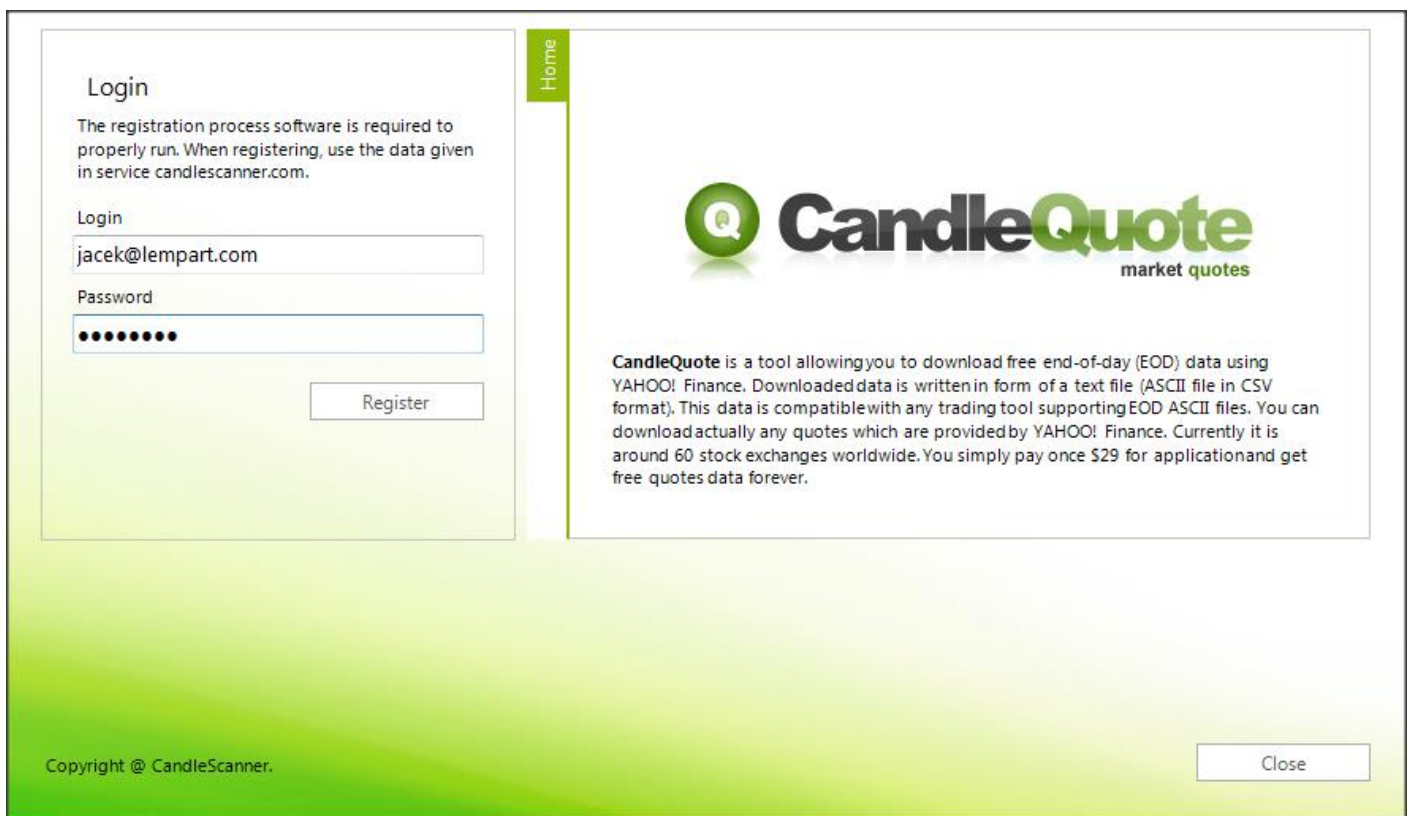 Login
The registration process software is required to
properly run. When registering, use the data given
in service candlescanner.com.
Login
jacek@lempart.com
Password
●●●●●●●●
Register
Home
Q CandleQuote
market quotes
CandleQuote is a tool allowing you to download free end-of-day (EOD) data using
YAHOO! Finance. Downloaded data is written in form of a text file (ASCII file in CSV
format). This data is compatible with any trading tool supporting EOD ASCII files. You can
download actually any quotes which are provided by YAHOO! Finance. Currently it is
around 60 stock exchanges worldwide. You simply pay once $29 for application and get
free quotes data forever.
Copyright @ CandleScanner.
Close